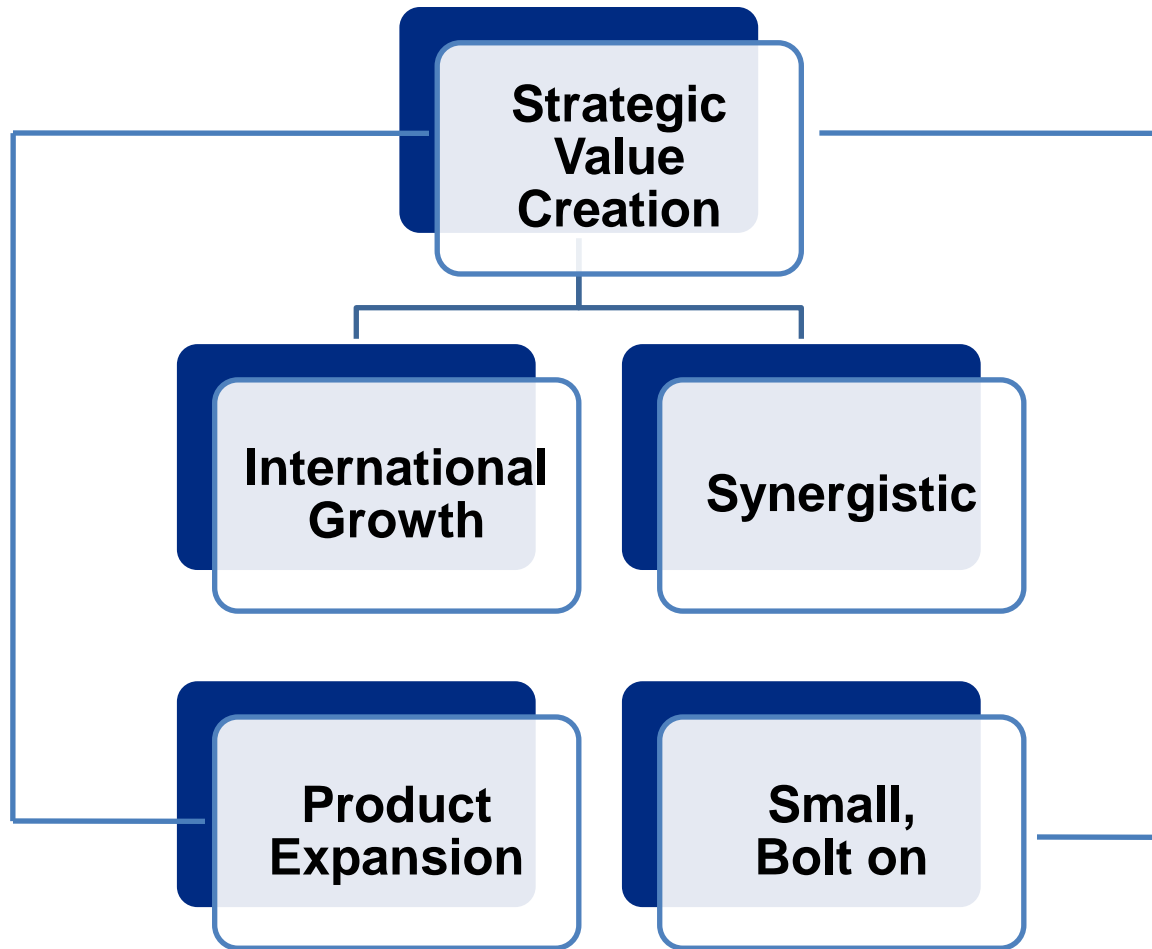 Strategic
Value
Creation
International
Growth
Synergistic
Product
Expansion
Small,
Bolt on